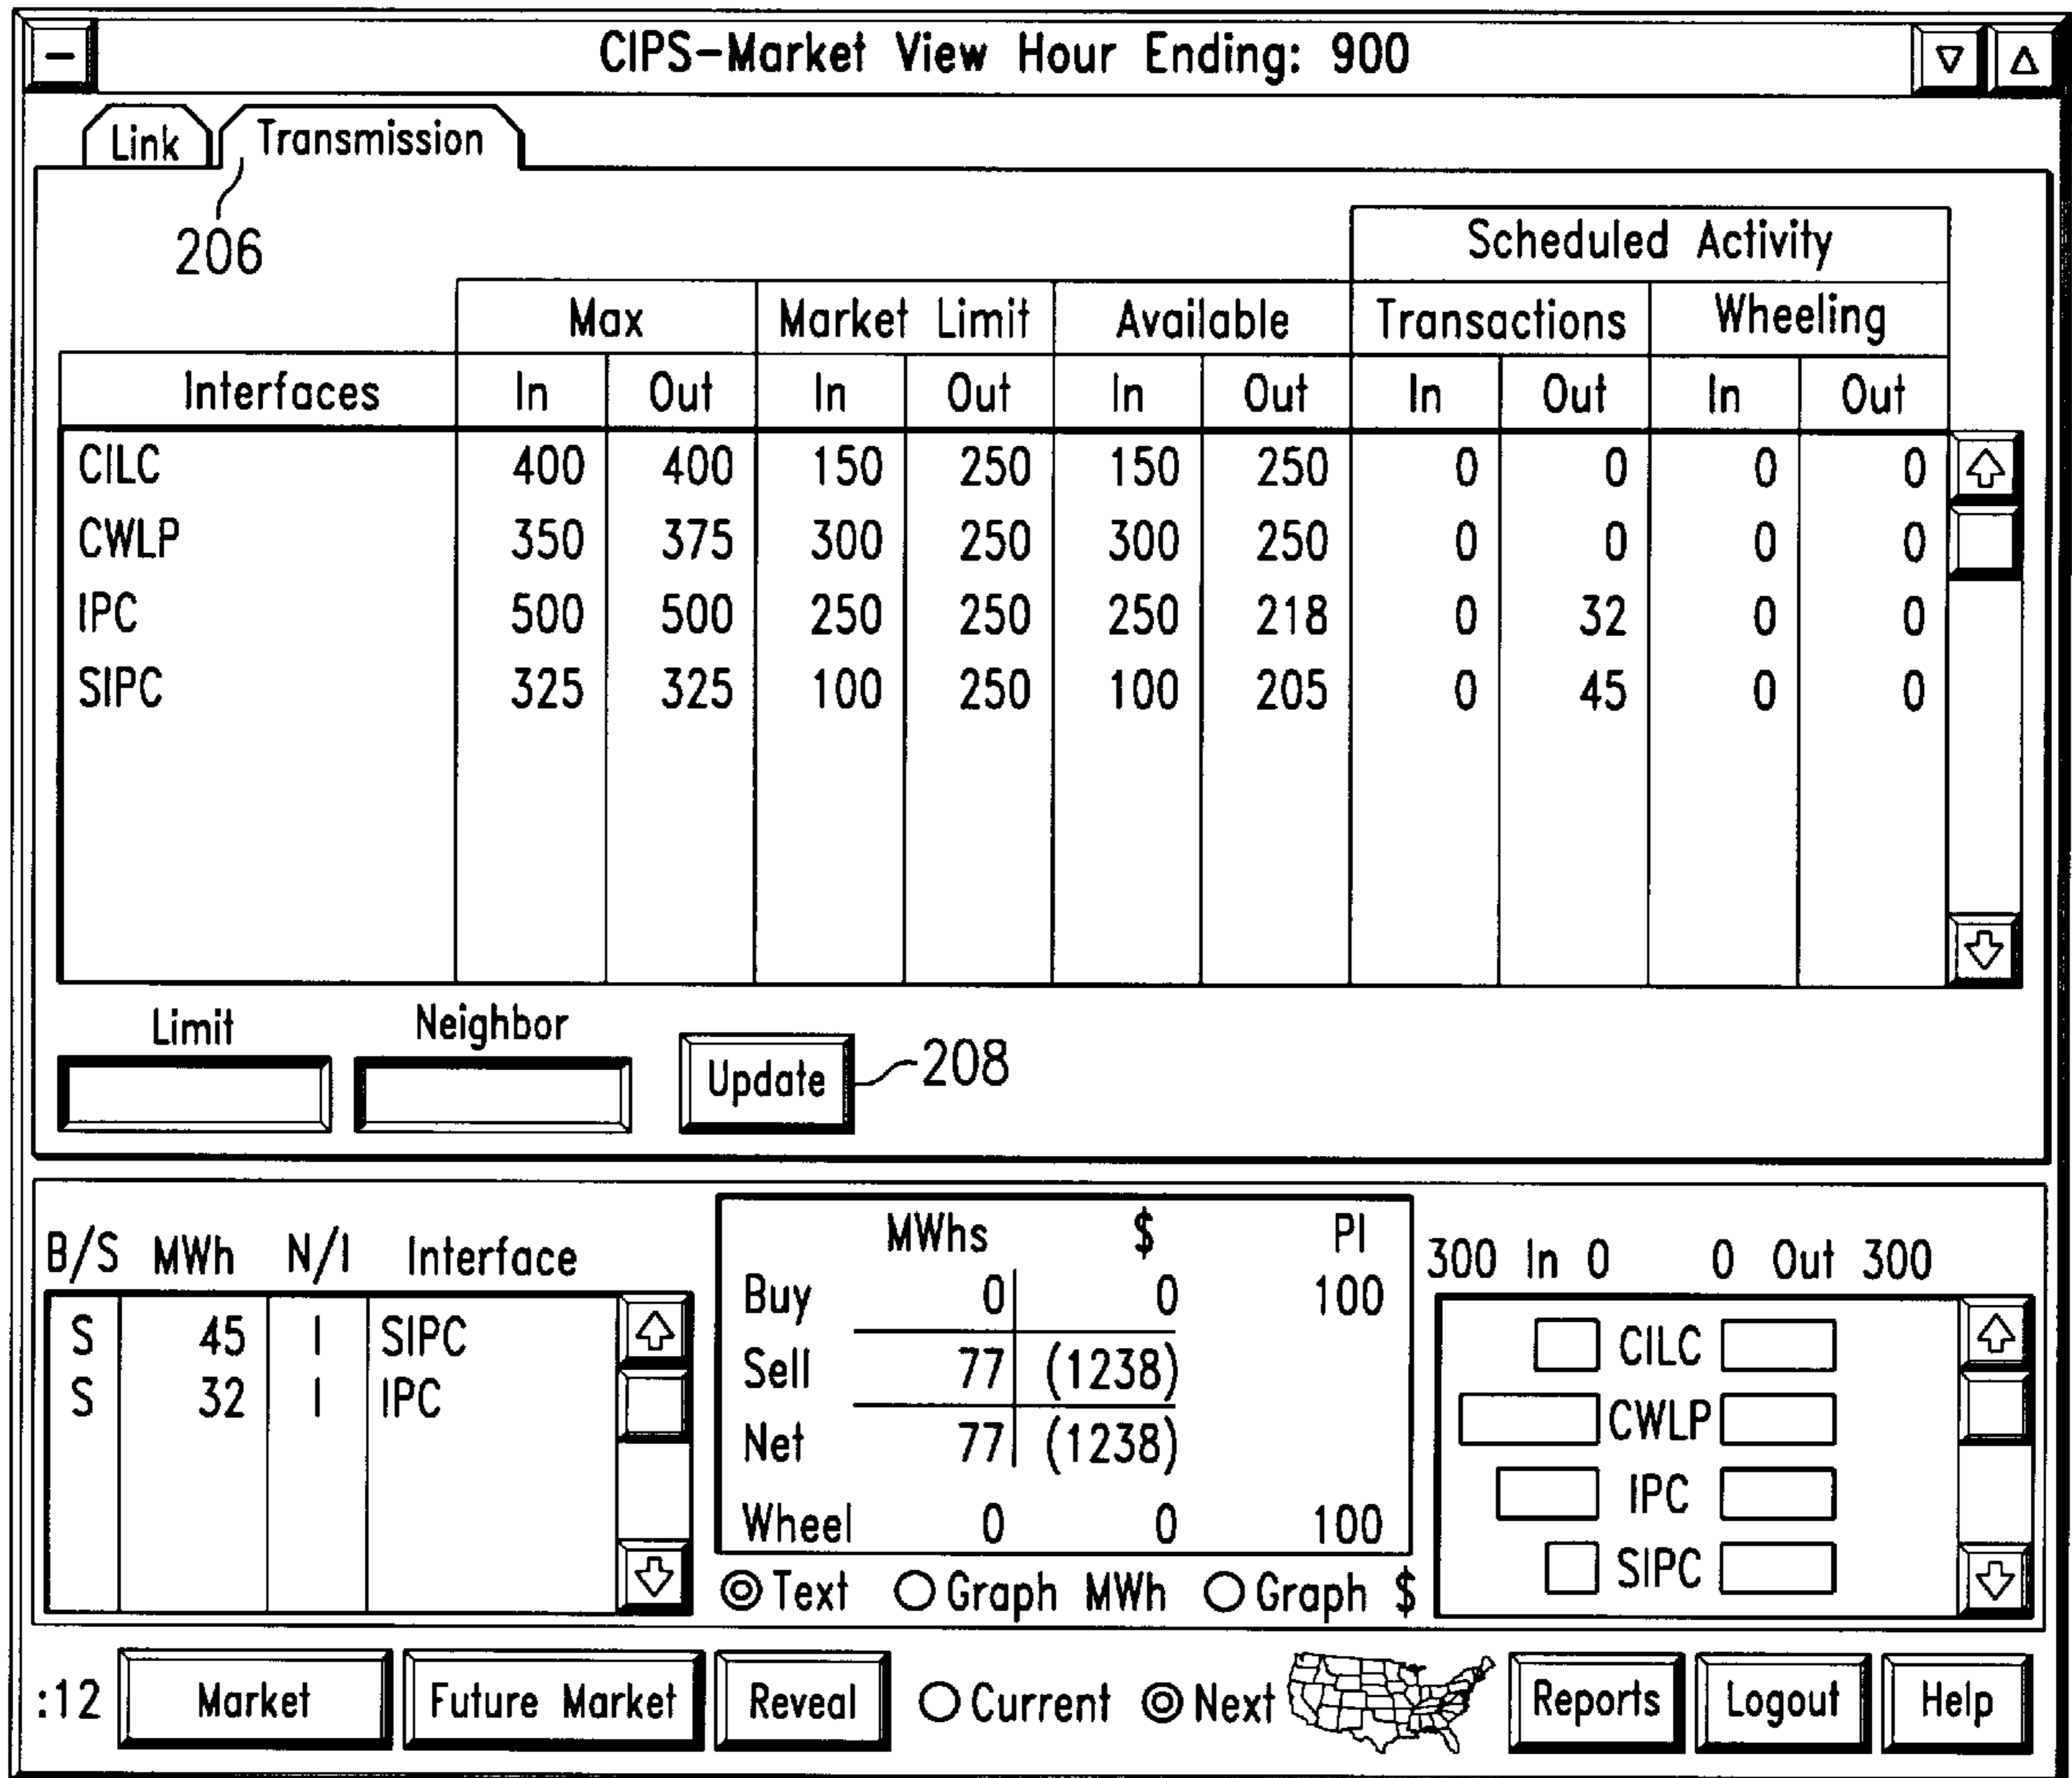 CIPS-Market View Hour Ending: 900
Link Transmission
206
Scheduled Activity
Max Market Limit Available Transactions Wheeling
Interfaces In Out In Out In Out In Out In Out
CILC 400 400 150 250 150 250 0 0 0 0
CWLP 350 375 300 250 300 250 0 0 0 0
IPC 500 500 250 250 250 218 0 32 0 0
SIPC 325 325 100 250 100 205 0 45 0 0
Limit Neighbor
Update 208
B/S MWh N/I Interface
S 45 I SIPC
S 32 I IPC
MWhs $ PI
Buy 0 0 100
Sell 77 (1238)
Net 77 (1238)
Wheel 0 0 100
Text Graph MWh Graph $
300 In 0 0 Out 300
CILC
CWLP
IPC
SIPC
:12 Market Future Market Reveal Current Next Reports Logout Help